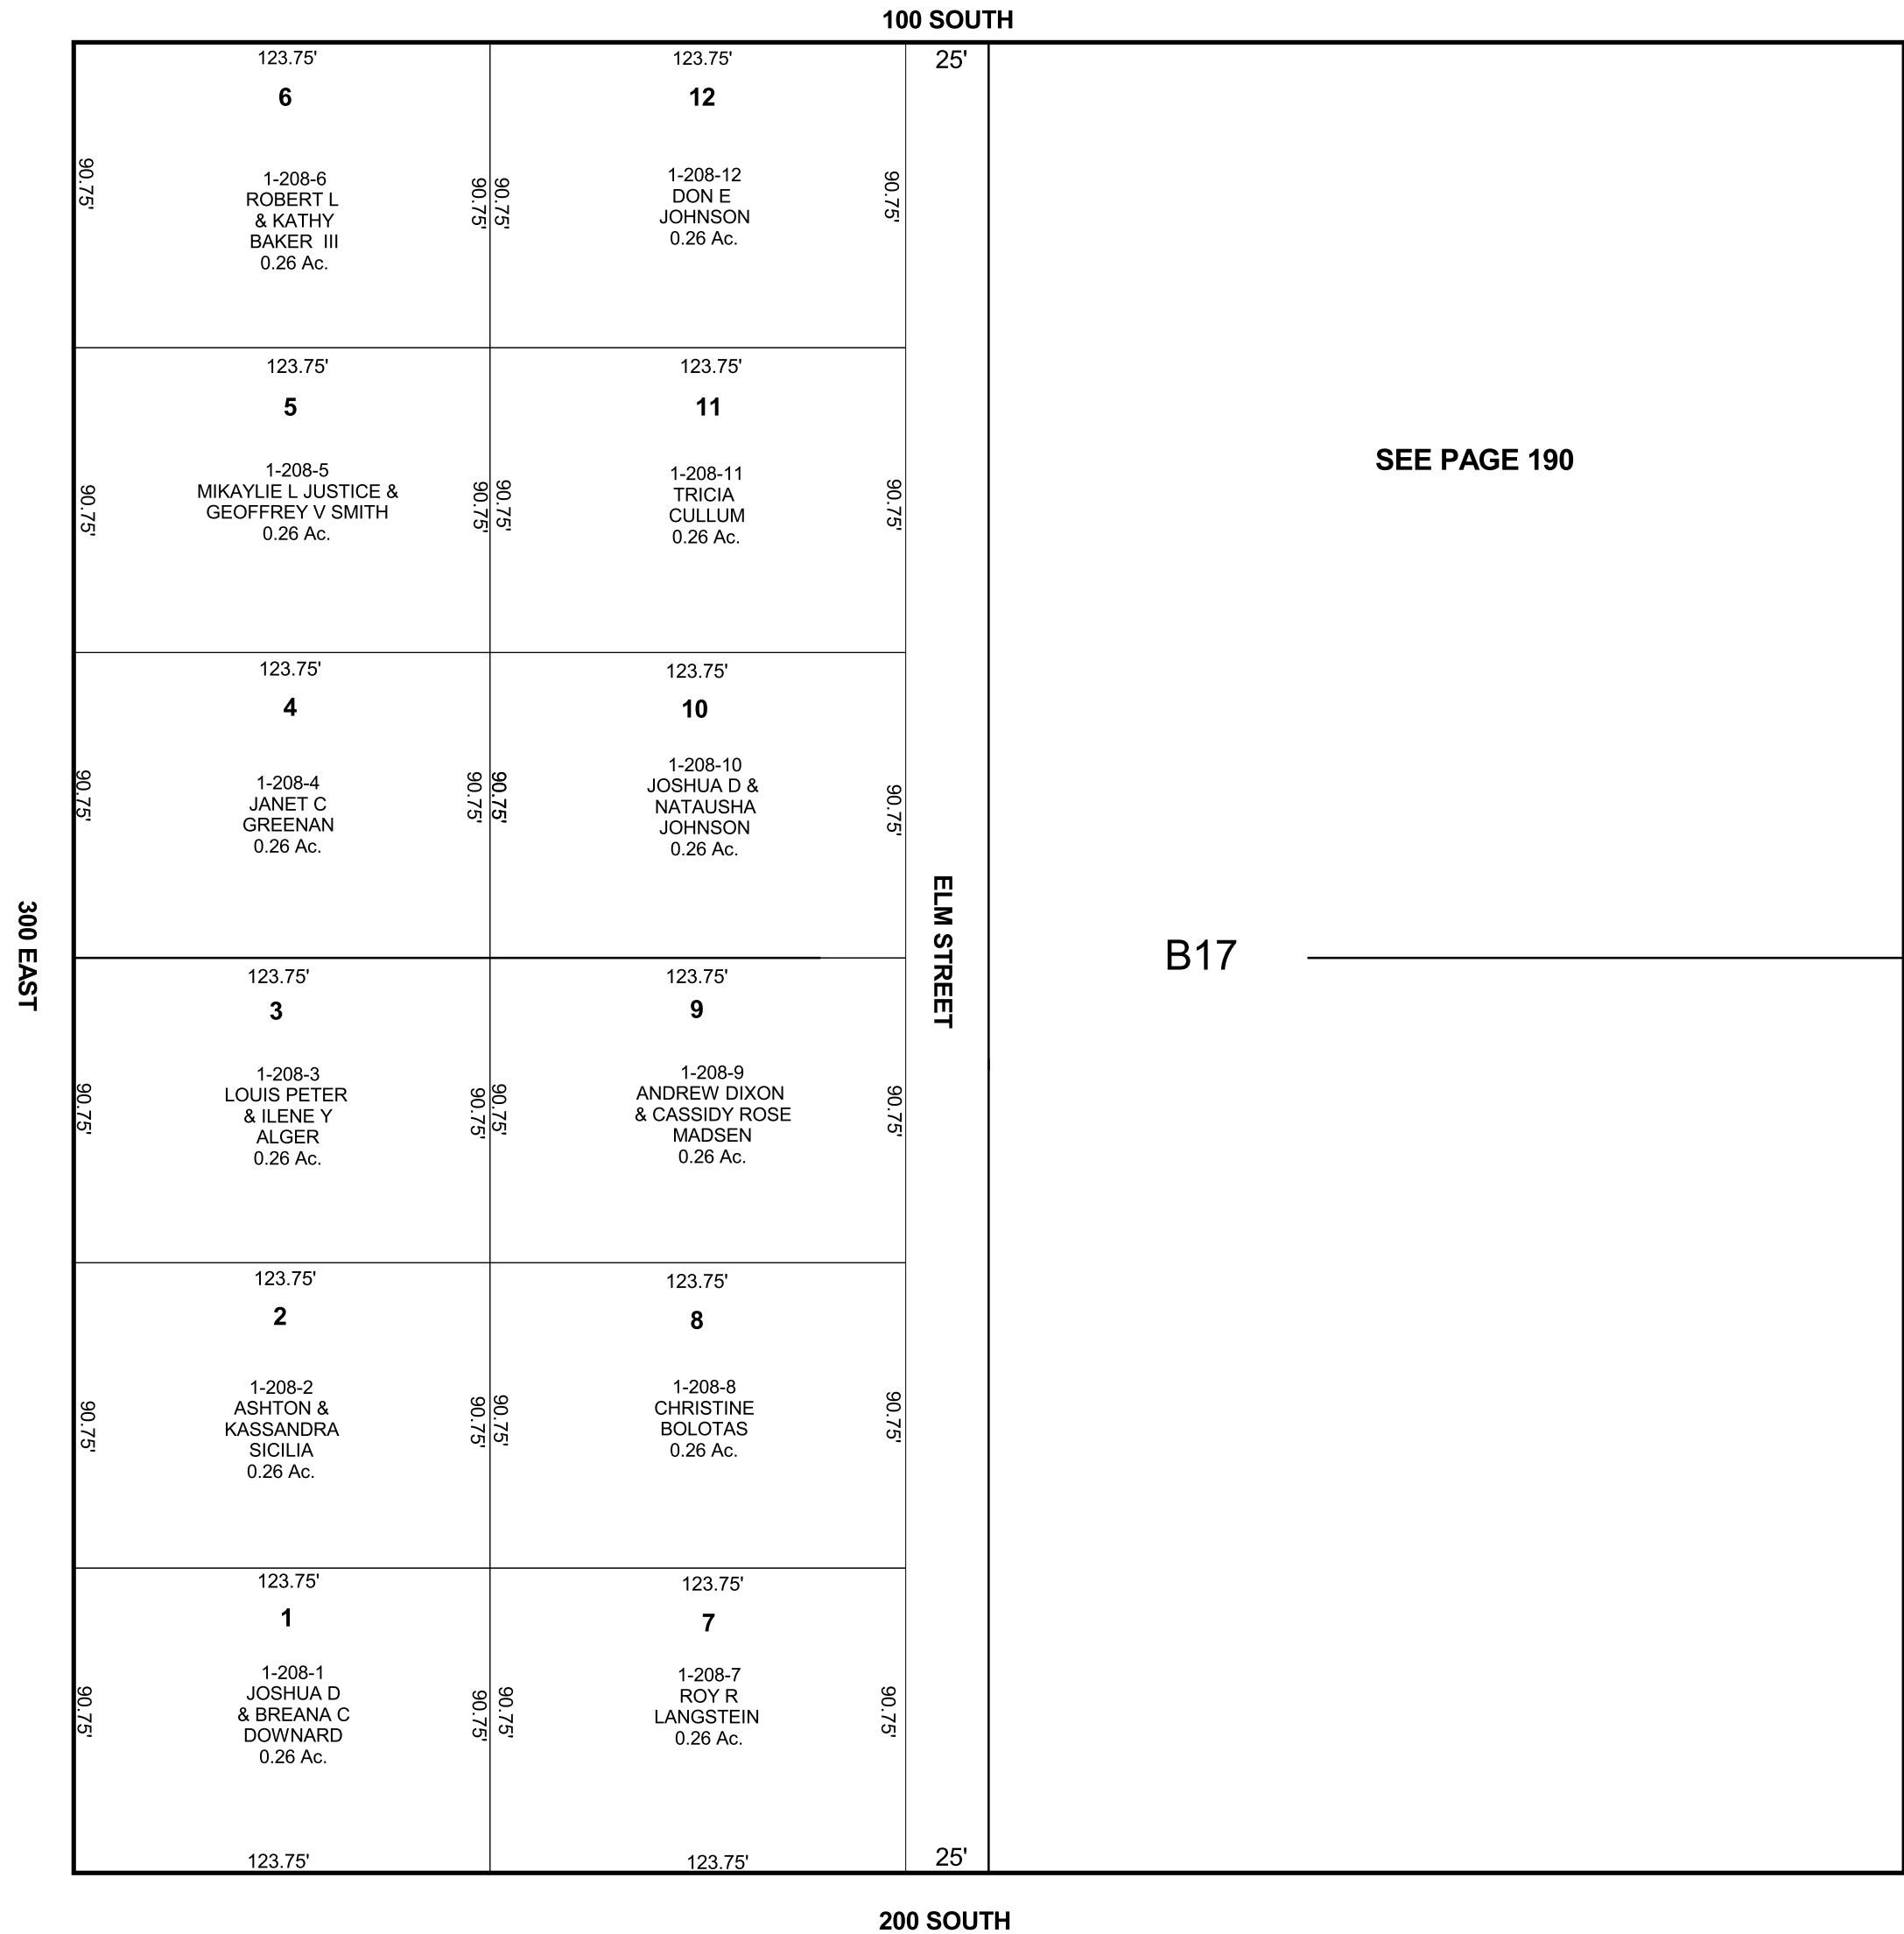 100 SOUTH
123.75'
6
90.75'
1-208-6
ROBERT L
& KATHY
BAKER III
0.26 Ac.
90.75'
123.75'
12
90.75'
1-208-12
DON E
JOHNSON
0.26 Ac.
90.75'
25'
123.75'
5
90.75'
1-208-5
MIKAYLIE L JUSTICE &
GEOFFREY V SMITH
0.26 Ac.
90.75'
123.75'
11
90.75'
1-208-11
TRICIA
CULLUM
0.26 Ac.
90.75'
SEE PAGE 190
123.75'
4
90.75'
1-208-4
JANET C
GREENAN
0.26 Ac.
90.75'
123.75'
10
90.75'
1-208-10
JOSHUA D &
NATAUSHA
JOHNSON
0.26 Ac.
90.75'
300 EAST
ELM STREET
B17
123.75'
3
90.75'
1-208-3
LOUIS PETER
& ILENE Y
ALGER
0.26 Ac.
90.75'
123.75'
9
90.75'
1-208-9
ANDREW DIXON
& CASSIDY ROSE
MADSEN
0.26 Ac.
90.75'
123.75'
2
90.75'
1-208-2
ASHTON &
KASSANDRA
SICILIA
0.26 Ac.
90.75'
123.75'
8
90.75'
1-208-8
CHRISTINE
BOLOTAS
0.26 Ac.
90.75'
123.75'
1
90.75'
1-208-1
JOSHUA D
& BREANA C
DOWNARD
0.26 Ac.
90.75'
123.75'
123.75'
7
90.75'
1-208-7
ROY R
LANGSTEIN
0.26 Ac.
90.75'
123.75'
25'
200 SOUTH